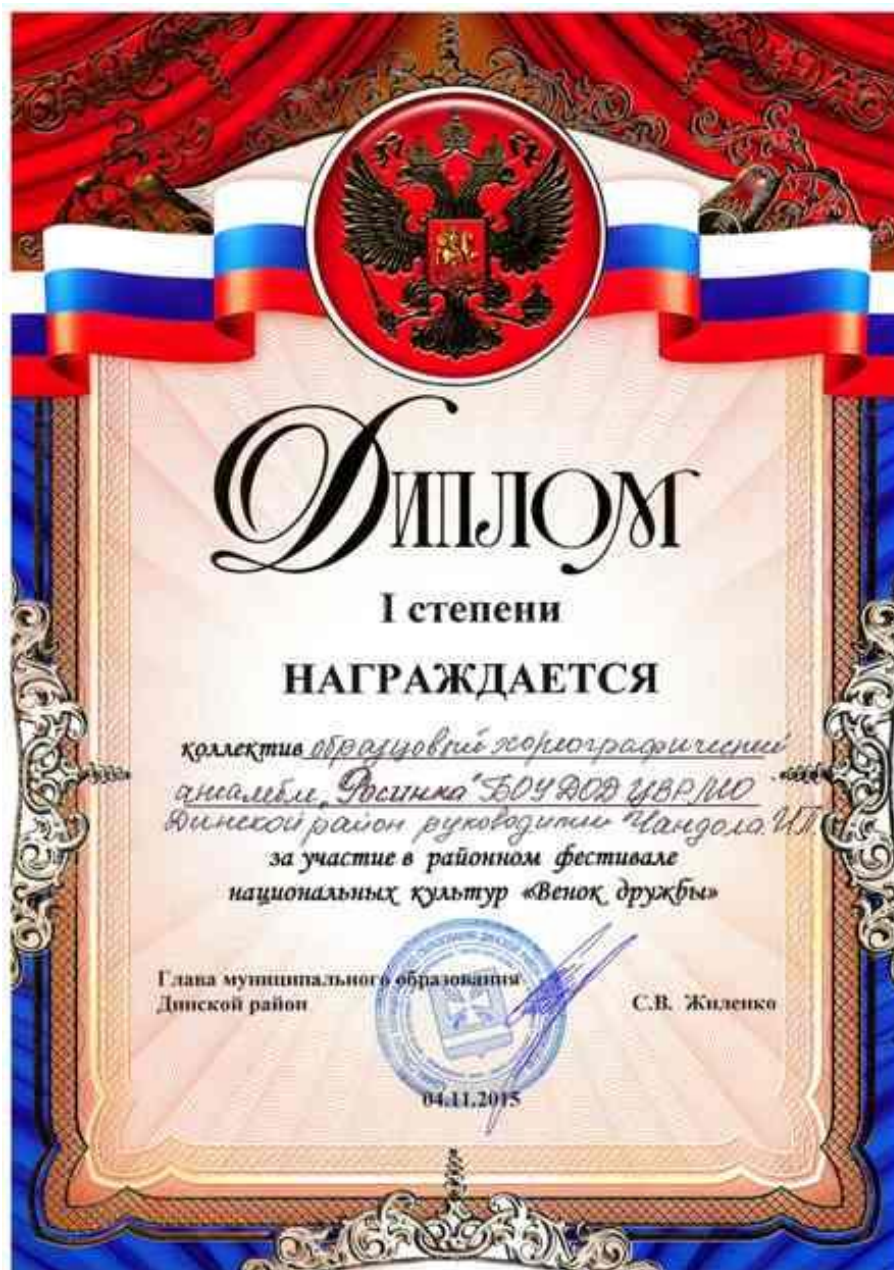 Диплом
I степени
НАГРАЖДАЕТСЯ
коллектив образцовый хореографический
ансамбль „Росинка" БОУ ДОД ЦВР МО
Динской район руководитель Чандола И.П.
за участие в районном фестивале
национальных культур «Венок дружбы»
Глава муниципального образования
Динской район С.В. Жиленко
04.11.2015